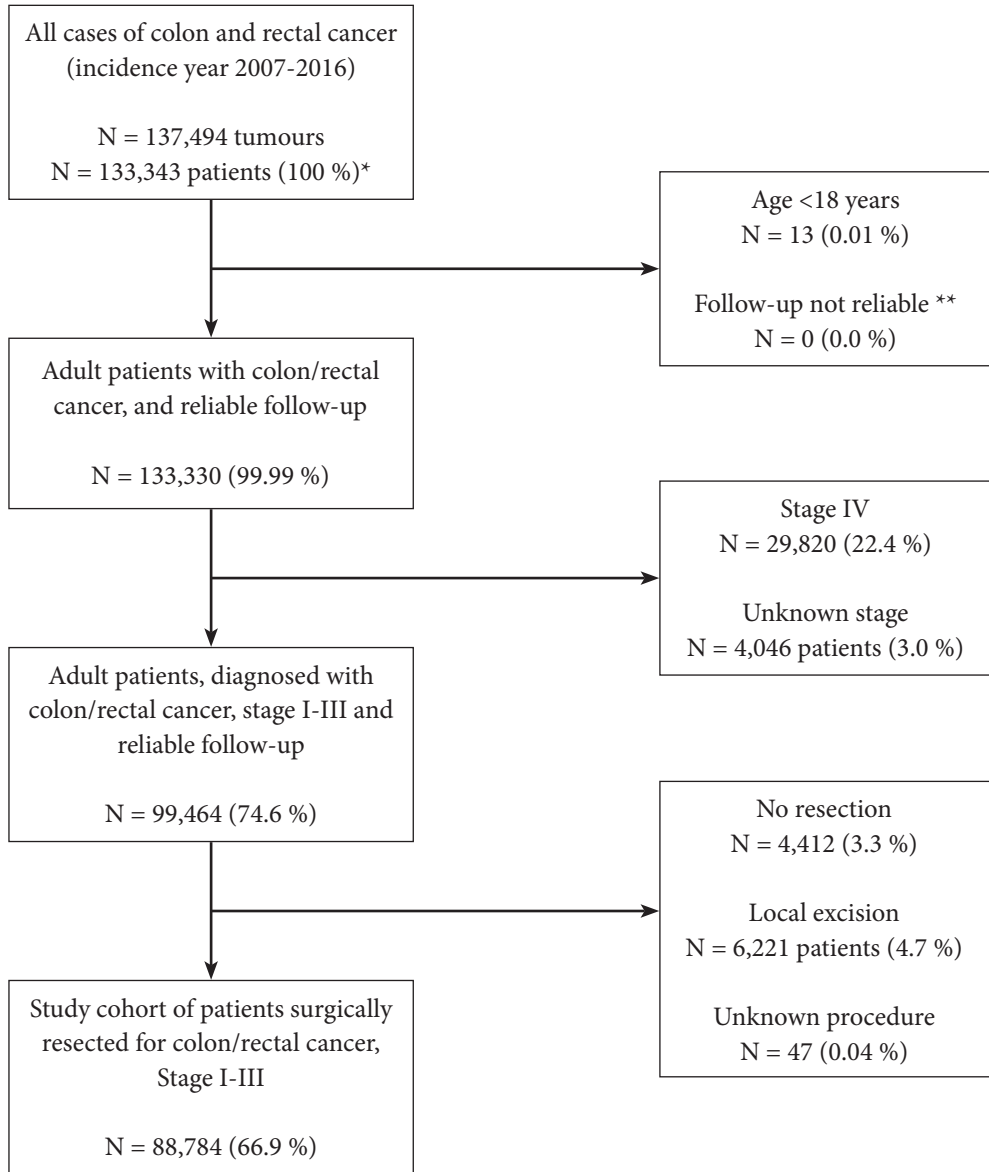 All cases of colon and rectal cancer
(incidence year 2007-2016)
N = 137,494 tumours
N = 133,343 patients (100 %)*
Age <18 years
N = 13 (0.01 %)
Follow-up not reliable **
N = 0 (0.0 %)
Adult patients with colon/rectal
cancer, and reliable follow-up
N = 133,330 (99.99 %)
Stage IV
N = 29,820 (22.4 %)
Unknown stage
N = 4,046 patients (3.0 %)
Adult patients, diagnosed with
colon/rectal cancer, stage I-III and
reliable follow-up
N = 99,464 (74.6 %)
No resection
N = 4,412 (3.3 %)
Local excision
N = 6,221 patients (4.7 %)
Unknown procedure
N = 47 (0.04 %)
Study cohort of patients surgically
resected for colon/rectal cancer,
Stage I-III
N = 88,784 (66.9 %)